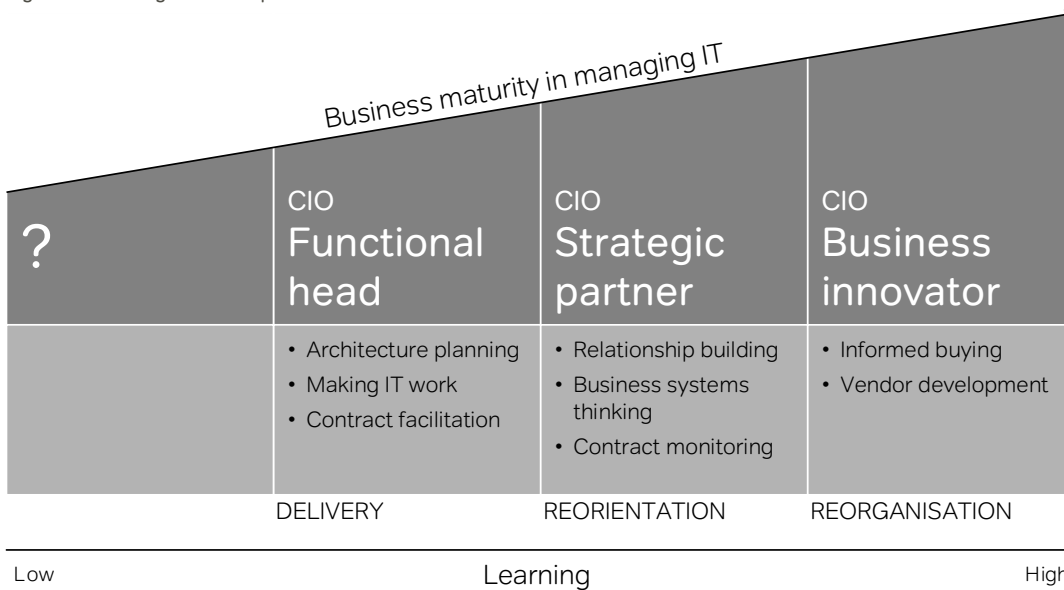 Business maturity in managing IT
?
CIO
Functional
head
CIO
Strategic
partner
CIO
Business
innovator
• Architecture planning
• Making IT work
• Contract facilitation
• Relationship building
• Business systems
thinking
• Contract monitoring
• Informed buying
• Vendor development
DELIVERY
REORIENTATION
REORGANISATION
Low
Learning
High